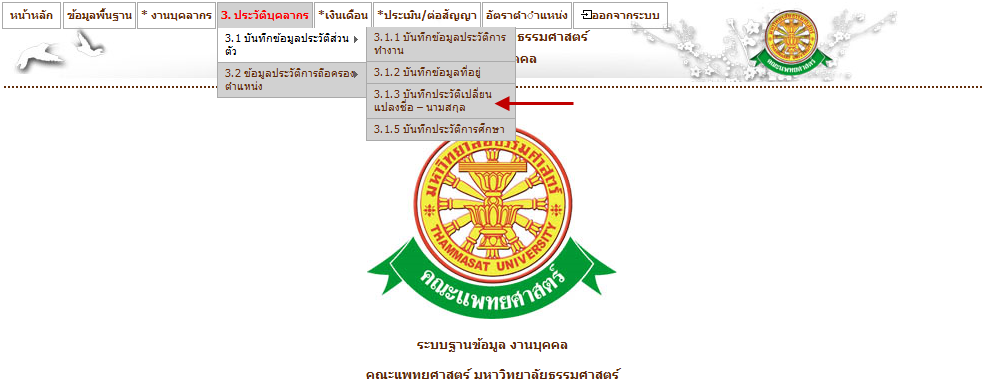 หน้าหลัก ข้อมูลพื้นฐาน * งานบุคลากร 3. ประวัติบุคลากร *เงินเดือน *ประเมิน/ต่อสัญญา อัตราตำแหน่ง ออกจากระบบ
3.1 บันทึกข้อมูลประวัติส่วน
ตัว
3.2 ข้อมูลประวัติการถือครอง
ตำแหน่ง
3.1.1 บันทึกข้อมูลประวัติการ
ทำงาน
3.1.2 บันทึกข้อมูลที่อยู่
3.1.3 บันทึกประวัติเปลี่ยน
แปลงชื่อ – นามสกุล
3.1.5 บันทึกประวัติการศึกษา
ธรรมศาสตร์
คคล
คณะแพทยศาสตร์
มหาวิทยาลัยธรรมศาสตร์
THAMMASAT UNIVERSITY
คณะแพทยศาสตร์
ระบบฐานข้อมูล งานบุคคล
คณะแพทยศาสตร์ มหาวิทยาลัยธรรมศาสตร์